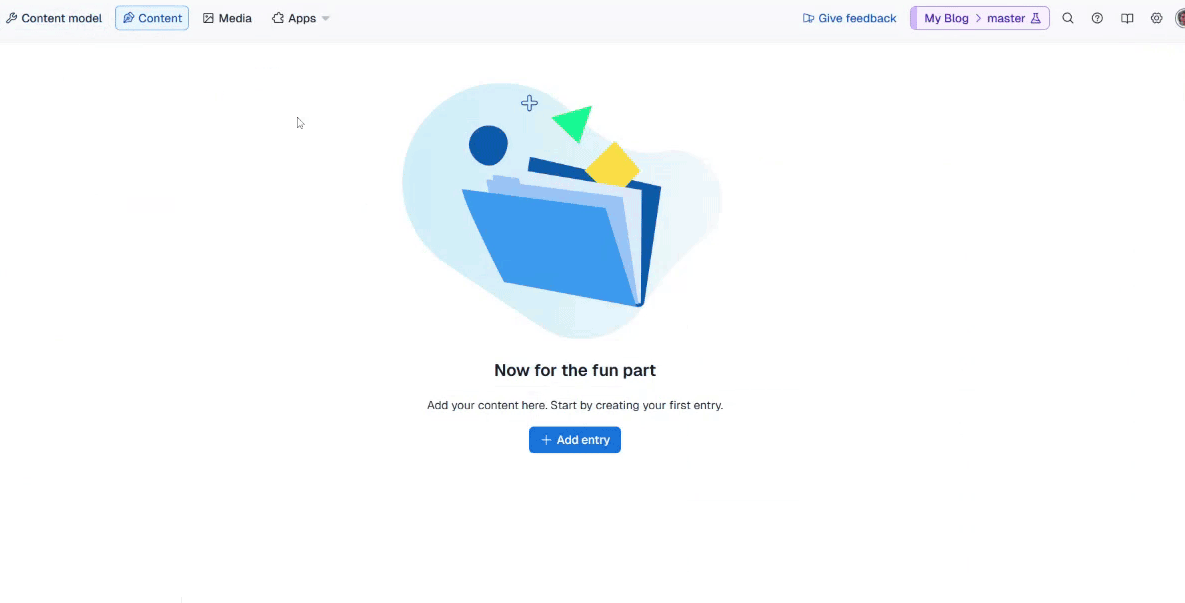 Content model Content Media Apps Give feedback My Blog > master
Now for the fun part
Add your content here. Start by creating your first entry.
+ Add entry